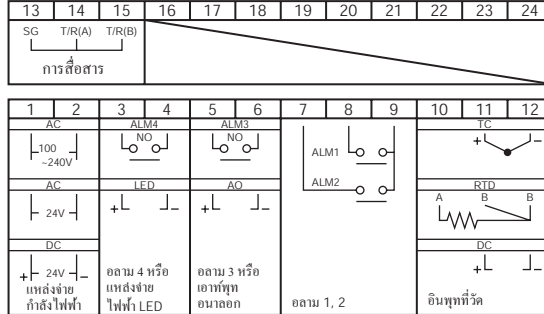 13 14 15 16 17 18 19 20 21 22 23 24
SG T/R(A) T/R(B)
การสื่อสาร
1 2 3 4 5 6 7 8 9 10 11 12
AC ALM4 ALM3 TC
NO NO + -
100
~240V
ALM1
ALM2
AC LED AO RTD
24V + - + - A B B
DC DC
+ 24V - + -
แหล่งจ่าย
กำลังไฟฟ้า
อลาม 4 หรือ
แหล่งจ่าย
ไฟฟ้า LED
อลาม 3 หรือ
เอาท์พุท
อนาลอก
อลาม 1, 2
อินพุทที่วัด